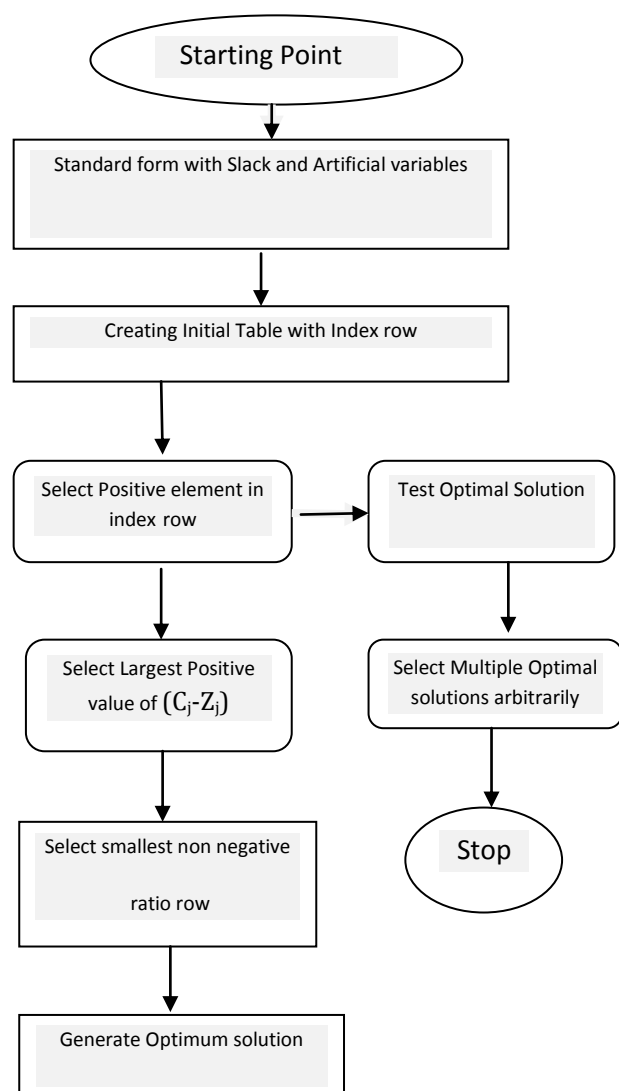 Starting Point
Standard form with Slack and Artificial variables
Creating Initial Table with Index row
Select Positive element in
index row
Test Optimal Solution
Select Largest Positive
value of (Cj-Zj)
Select Multiple Optimal
solutions arbitrarily
Select smallest non negative
ratio row
Stop
Generate Optimum solution